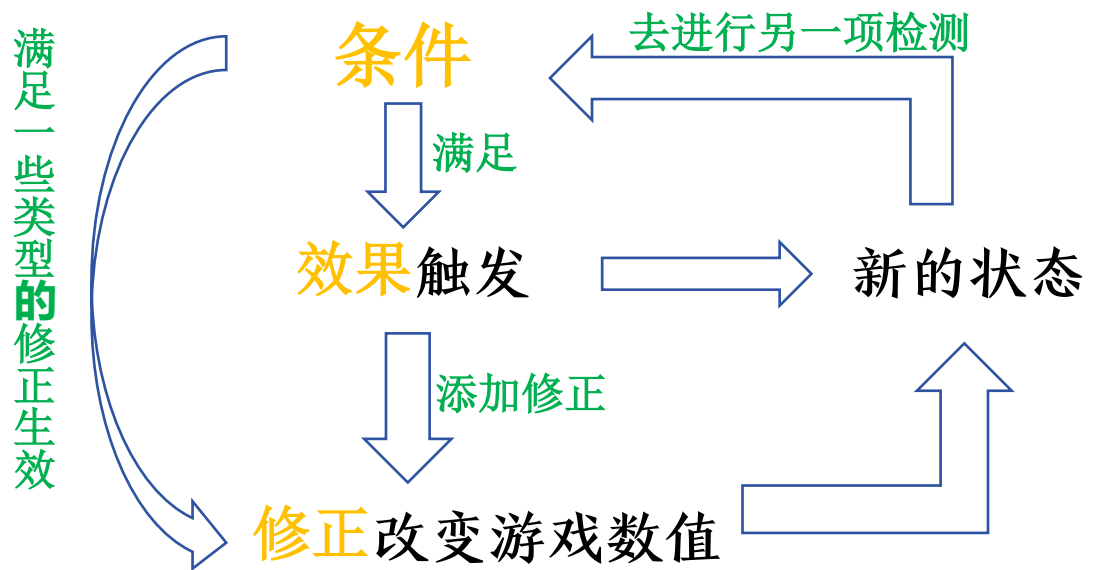 去进行另一项检测
条件
满足一些类型的修正生效
满足
效果触发
新的状态
添加修正
修正改变游戏数值